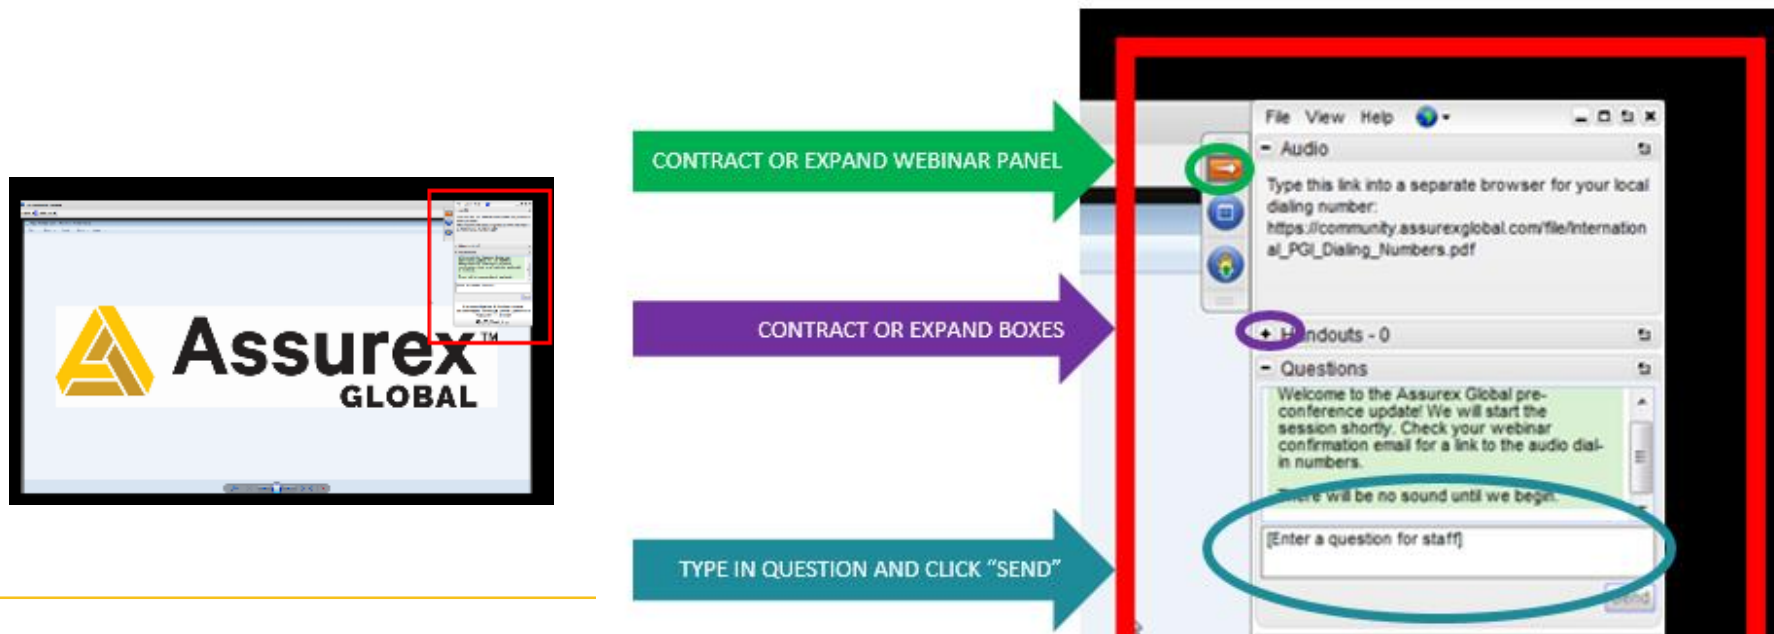 Assurex™
GLOBAL
CONTRACT OR EXPAND WEBINAR PANEL
CONTRACT OR EXPAND BOXES
TYPE IN QUESTION AND CLICK “SEND”
File View Help
Audio
Type this link into a separate browser for your local
dialing number:
https://community.assurexglobal.com/file/Internation
al_PGI_Dialing_Numbers.pdf
Handouts - 0
Questions
Welcome to the Assurex Global pre-
conference update! We will start the
session shortly. Check your webinar
confirmation email for a link to the audio dial-
in numbers.
There will be no sound until we begin.
[Enter a question for staff]
Send